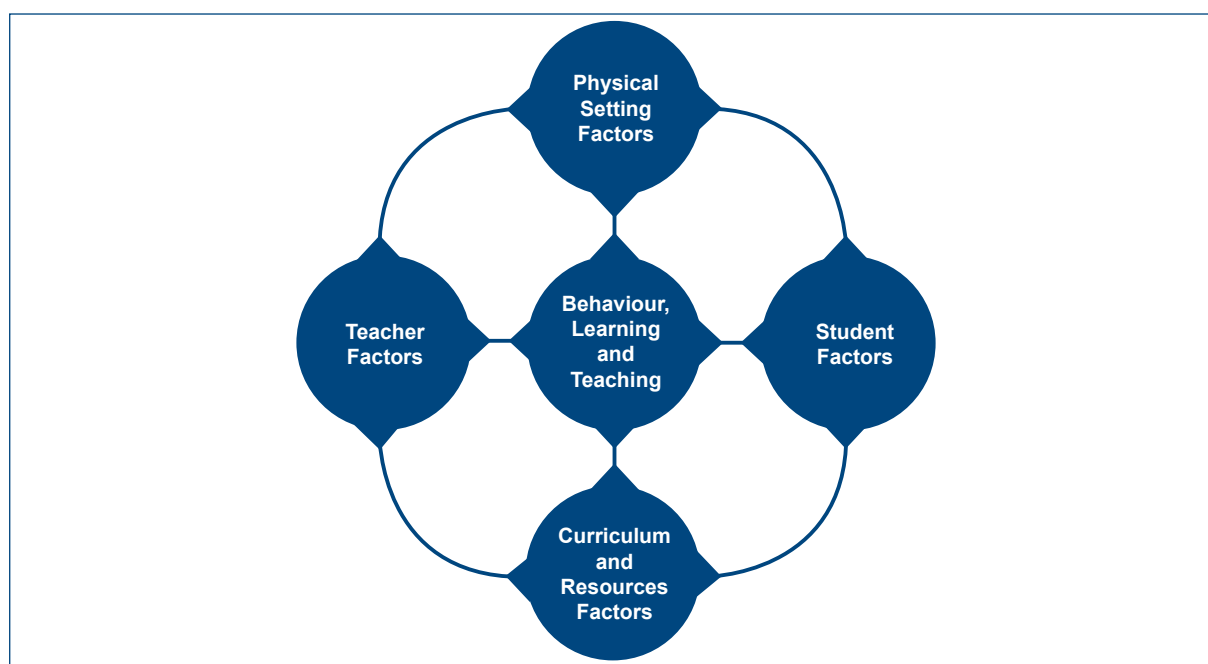 Physical
Setting
Factors
Teacher
Factors
Behaviour,
Learning
and
Teaching
Student
Factors
Curriculum
and
Resources
Factors